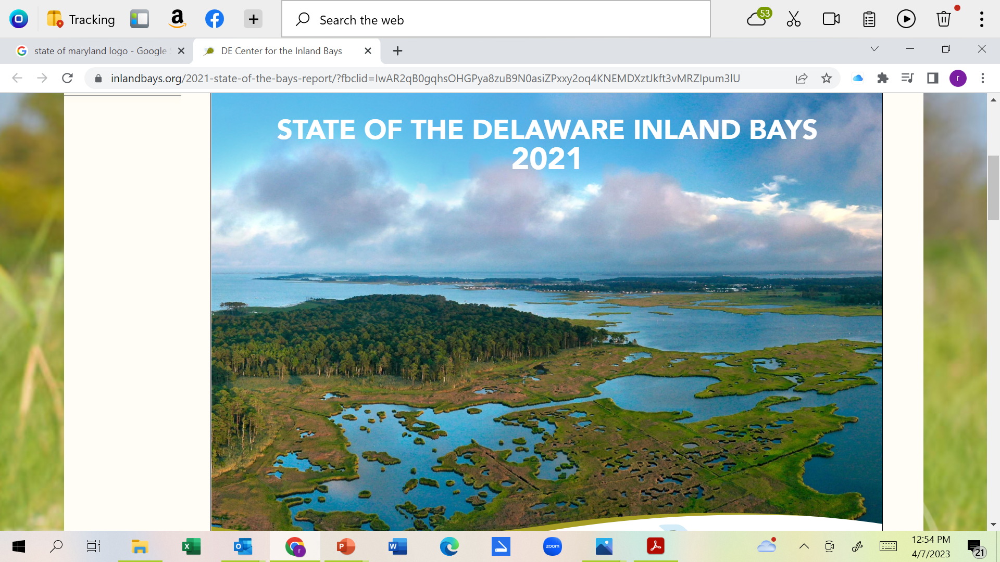 Tracking
a
+
Search the web
53
state of maryland logo - Google
DE Center for the Inland Bays
inlandbays.org/2021-state-of-the-bays-report/?fbclid=IwAR2qB0gqhsOHGPya8zuB9N0asiZPxxy2oq4KNEMDXztJkft3vMRZIpum3lU
r
STATE OF THE DELAWARE INLAND BAYS
2021
X
O
r
P
W
zoom
12:54 PM
4/7/2023
21